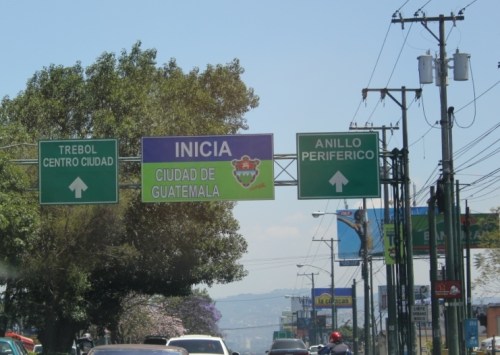 TREBOL
CENTRO CIUDAD
INICIA
CIUDAD DE
GUATEMALA
ANILLO
PERIFERICO